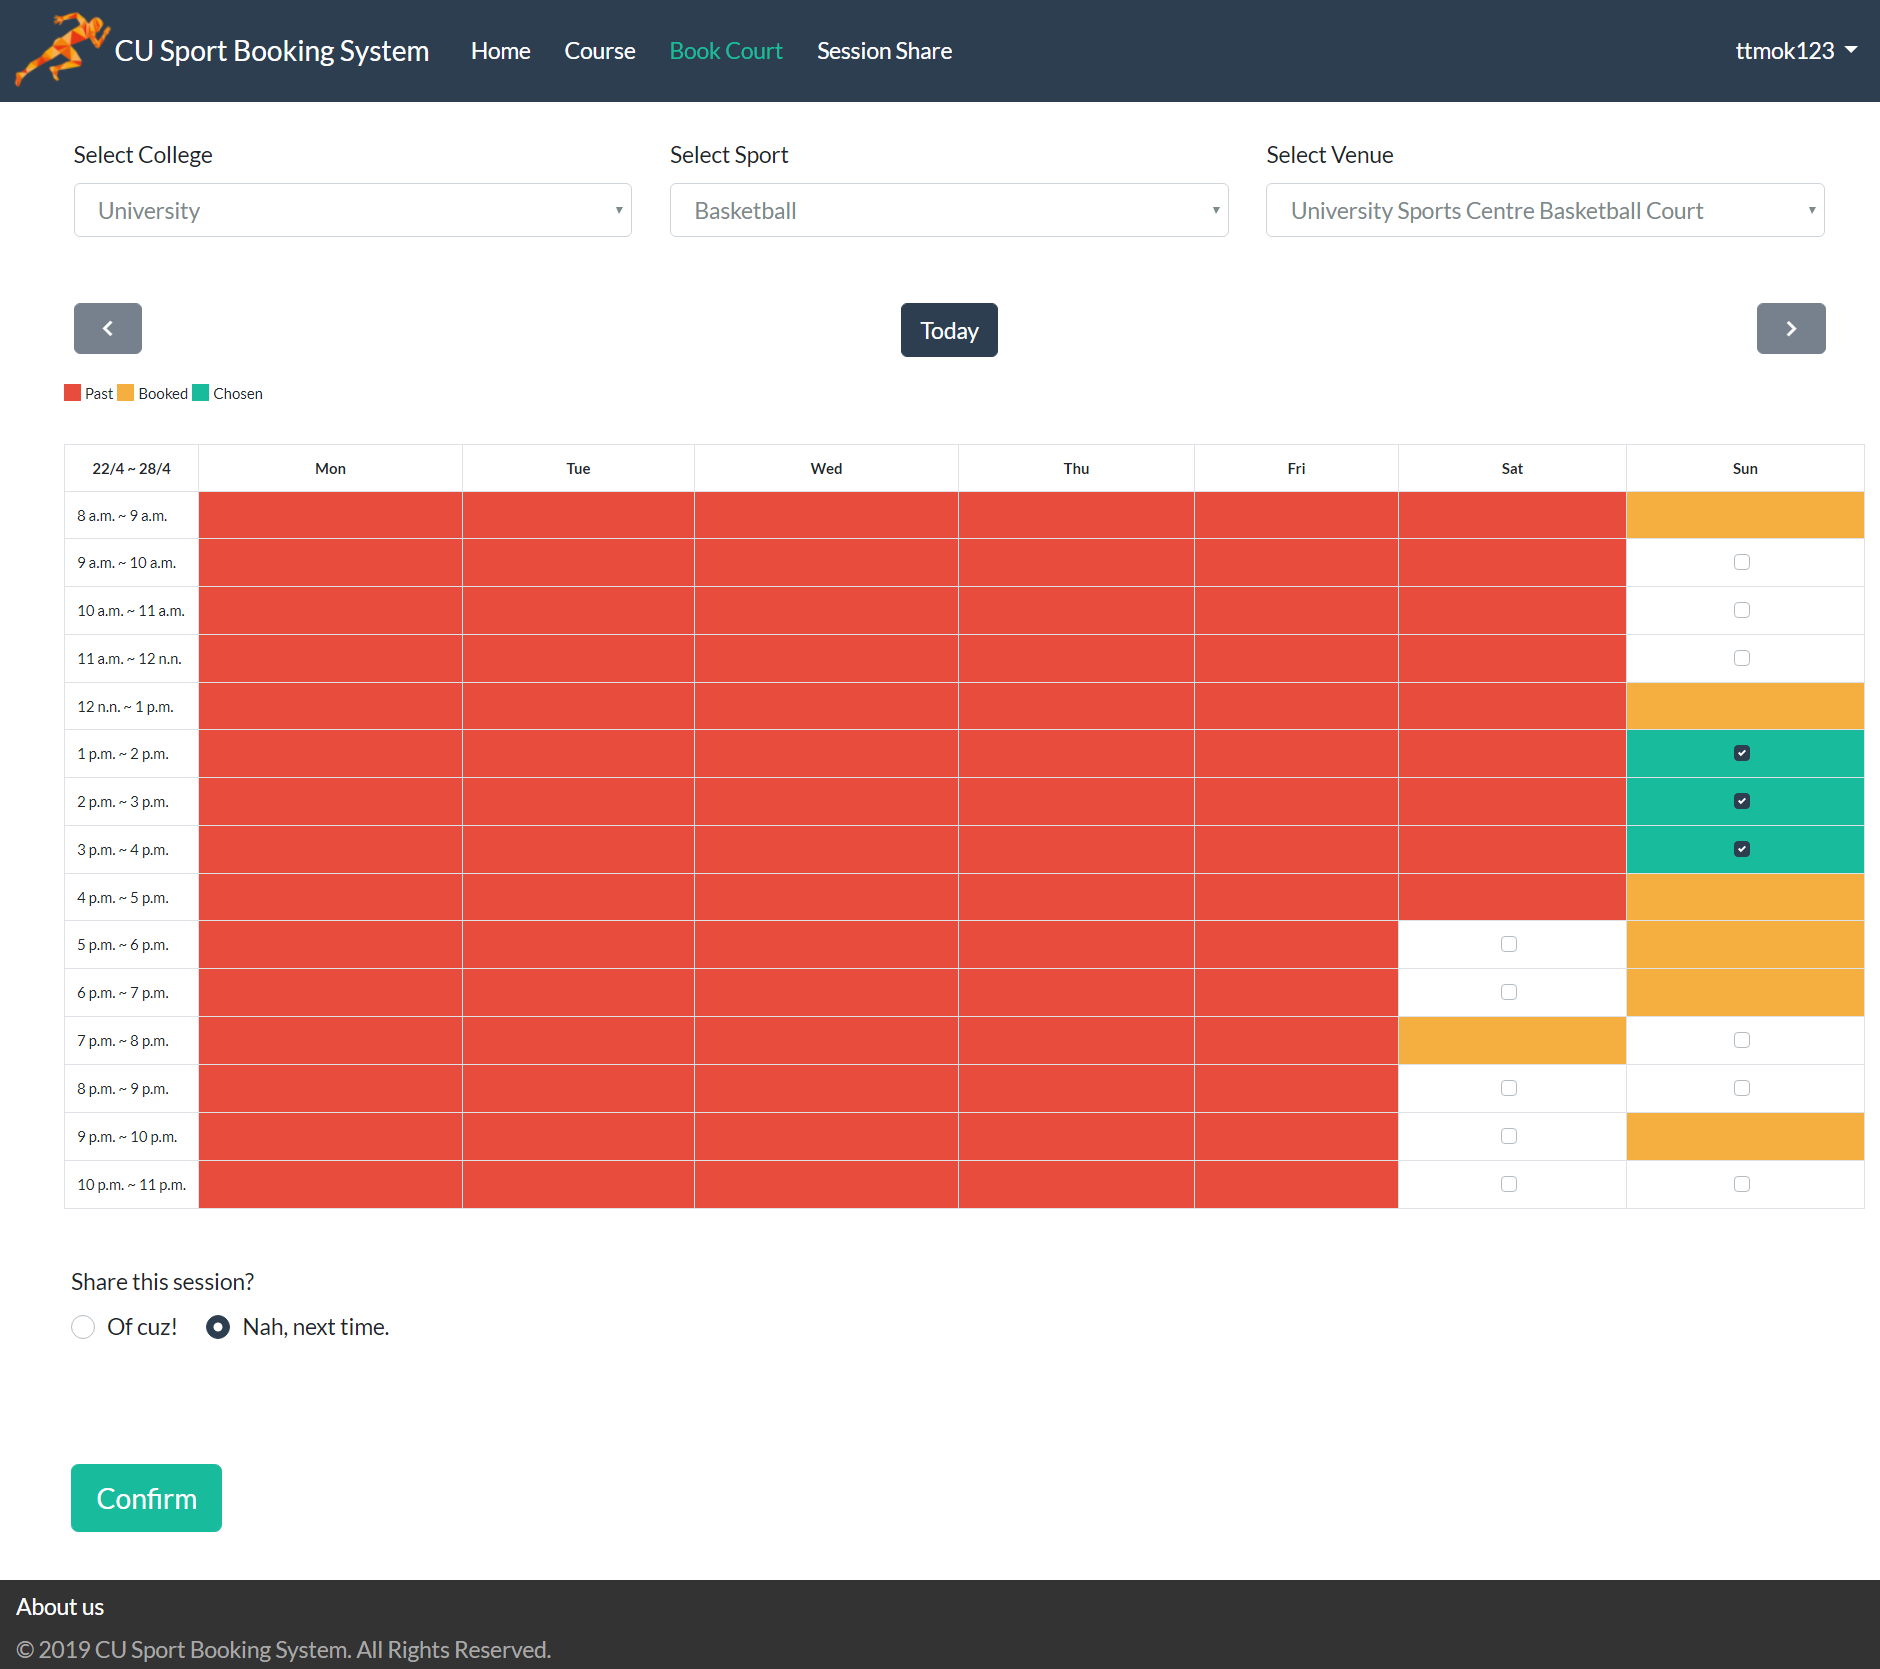 CU Sport Booking System Home Course Book Court Session Share ttmok123
Select College Select Sport Select Venue
University Basketball University Sports Centre Basketball Court
Today
Past Booked Chosen
22/4 ~ 28/4 Mon Tue Wed Thu Fri Sat Sun
8 a.m. ~ 9 a.m.
9 a.m. ~ 10 a.m.
10 a.m. ~ 11 a.m.
11 a.m. ~ 12 n.n.
12 n.n. ~ 1 p.m.
1 p.m. ~ 2 p.m.
2 p.m. ~ 3 p.m.
3 p.m. ~ 4 p.m.
4 p.m. ~ 5 p.m.
5 p.m. ~ 6 p.m.
6 p.m. ~ 7 p.m.
7 p.m. ~ 8 p.m.
8 p.m. ~ 9 p.m.
9 p.m. ~ 10 p.m.
10 p.m. ~ 11 p.m.
Share this session?
Of cuz! Nah, next time.
Confirm
About us
© 2019 CU Sport Booking System. All Rights Reserved.